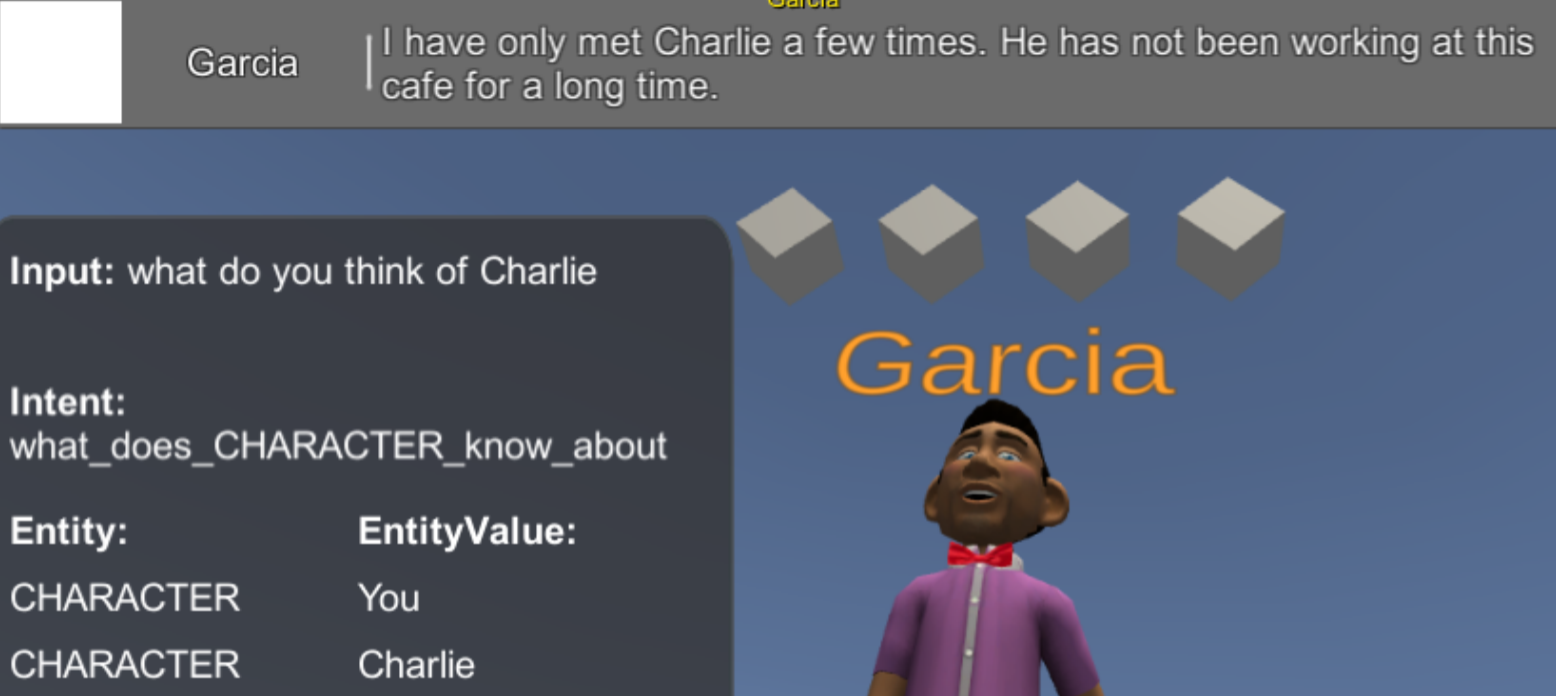 Garcia
Garcia
I have only met Charlie a few times. He has not been working at this
cafe for a long time.
Input: what do you think of Charlie
Intent:
what_does_CHARACTER_know_about
Entity: EntityValue:
CHARACTER You
CHARACTER Charlie
Garcia